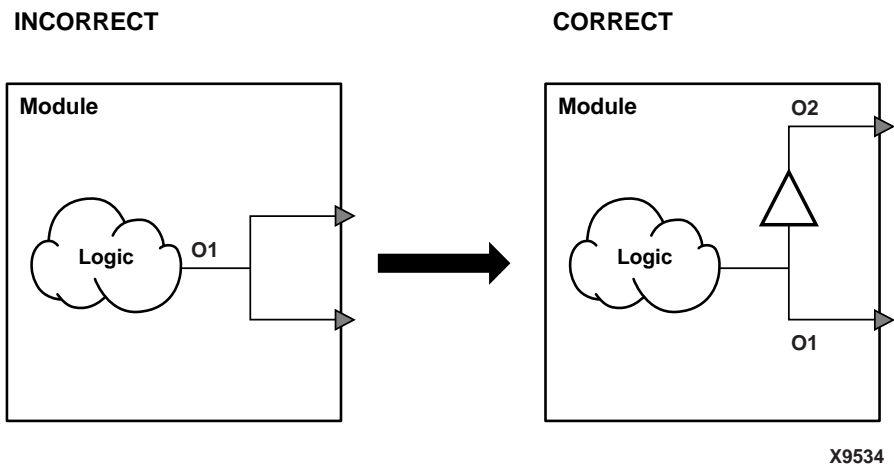 INCORRECT
CORRECT
Module
Logic
O1
Module
O2
Logic
O1
X9534